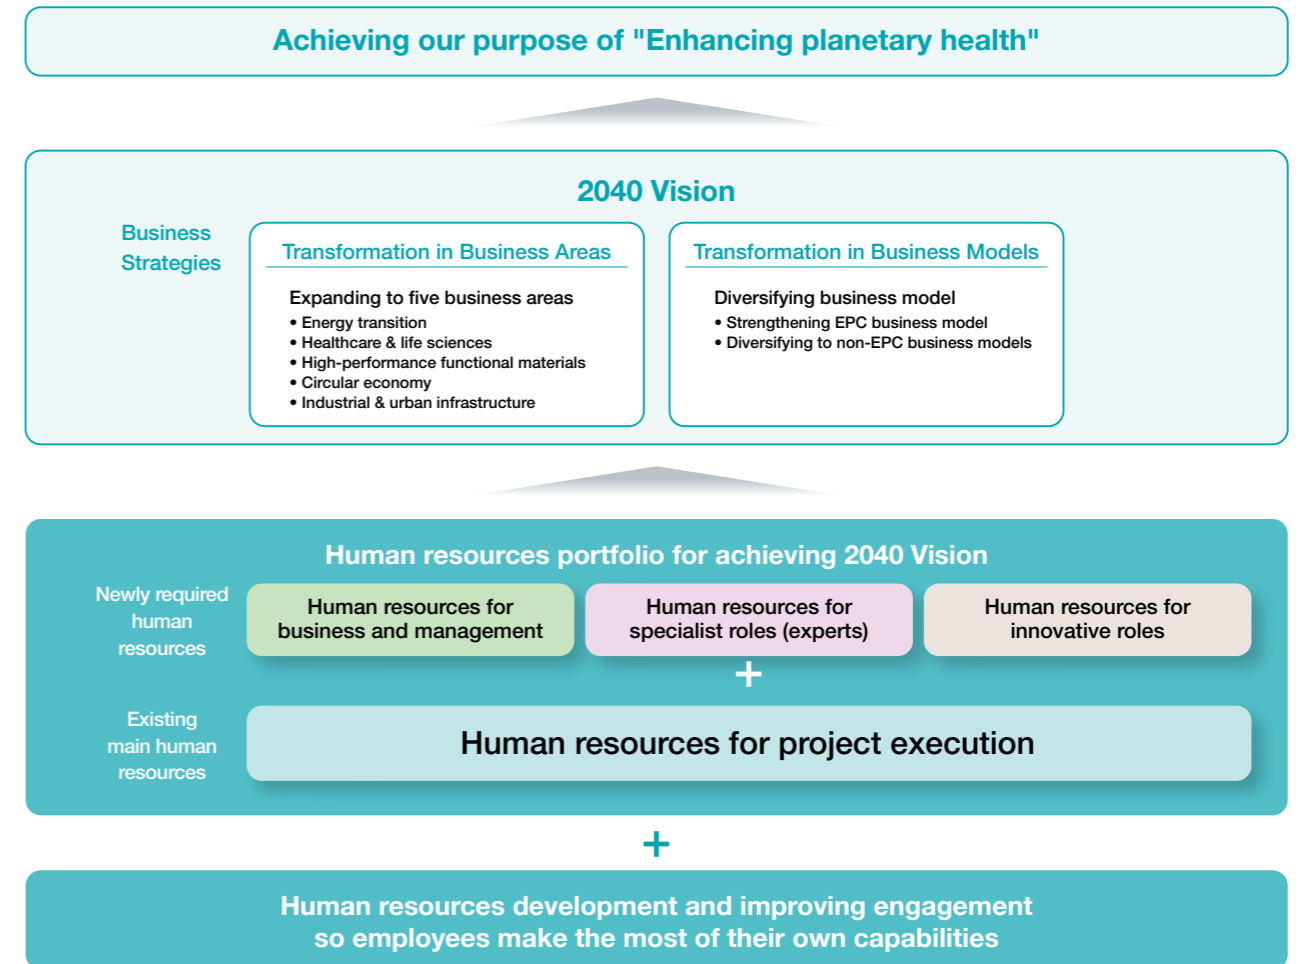 Achieving our purpose of "Enhancing planetary health"
2040 Vision
Business
Strategies
Transformation in Business Areas
Expanding to five business areas
• Energy transition
• Healthcare & life sciences
• High-performance functional materials
• Circular economy
• Industrial & urban infrastructure
Transformation in Business Models
Diversifying business model
• Strengthening EPC business model
• Diversifying to non-EPC business models
Human resources portfolio for achieving 2040 Vision
Newly required
human
resources
Human resources for
business and management
Human resources for
specialist roles (experts)
Human resources for
innovative roles
+
Existing
main human
resources
Human resources for project execution
+
Human resources development and improving engagement
so employees make the most of their own capabilities